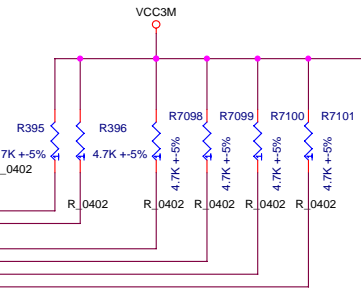 VCC3M
R395
R396
R7098
R7099
R7100
R7101
7K +-5%
4.7K +-5%
4.7K +-5%
4.7K +-5%
4.7K +-5%
4.7K +-5%
_0402
R_0402
R_0402
R_0402
R_0402
R_0402